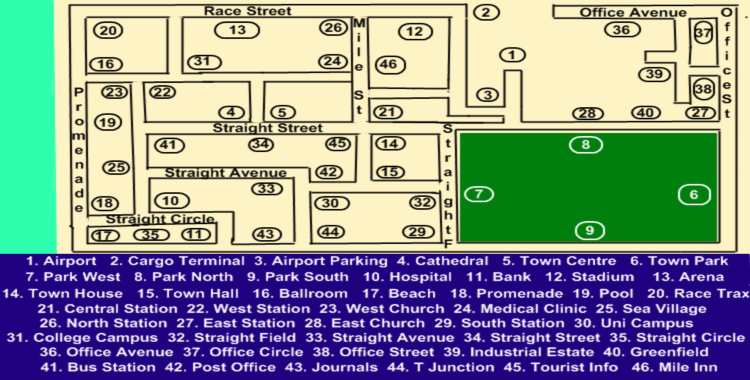 Race Street
Office Avenue
Office St
Mile St
Promenade
Straight Street
Straight F
Straight Avenue
Straight Circle
20
13
26
12
2
36
37
16
31
24
46
1
39
23
22
3
38
19
4
5
21
28
40
27
41
34
45
14
8
25
42
15
33
7
6
18
10
30
32
17
35
11
43
44
29
9
1. Airport 2. Cargo Terminal 3. Airport Parking 4. Cathedral 5. Town Centre 6. Town Park
7. Park West 8. Park North 9. Park South 10. Hospital 11. Bank 12. Stadium 13. Arena
14. Town House 15. Town Hall 16. Ballroom 17. Beach 18. Promenade 19. Pool 20. Race Trax
21. Central Station 22. West Station 23. West Church 24. Medical Clinic 25. Sea Village
26. North Station 27. East Station 28. East Church 29. South Station 30. Uni Campus
31. College Campus 32. Straight Field 33. Straight Avenue 34. Straight Street 35. Straight Circle
36. Office Avenue 37. Office Circle 38. Office Street 39. Industrial Estate 40. Greenfield
41. Bus Station 42. Post Office 43. Journals 44. T Junction 45. Tourist Info 46. Mile Inn